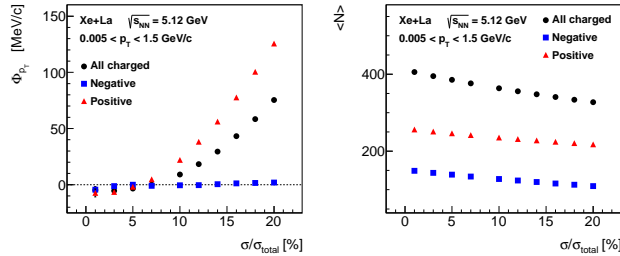 Φ_{p_T} [MeV/c]
Xe+La √s_NN = 5.12 GeV
0.005 < p_T < 1.5 GeV/c
All charged
Negative
Positive
150
100
50
0
0 5 10 15 20
σ/σ_total [%]
⟨N⟩
Xe+La √s_NN = 5.12 GeV
0.005 < p_T < 1.5 GeV/c
All charged
Negative
Positive
400
200
0 5 10 15 20
σ/σ_total [%]